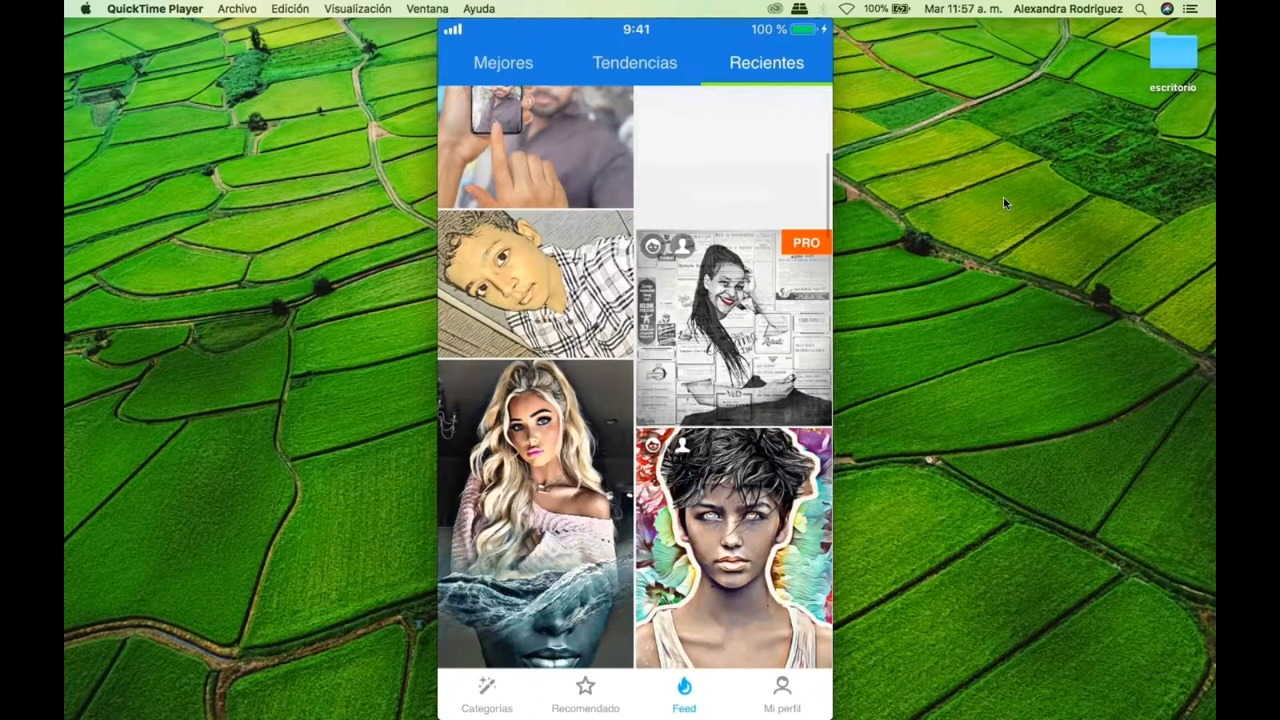 QuickTime Player Archivo Edición Visualización Ventana Ayuda 100% Mar 11:57 a. m. Alexandra Rodriguez
9:41 100 %
Mejores Tendencias Recientes
escritorio
PRO
Categorias Recomendado Feed Mi perfil